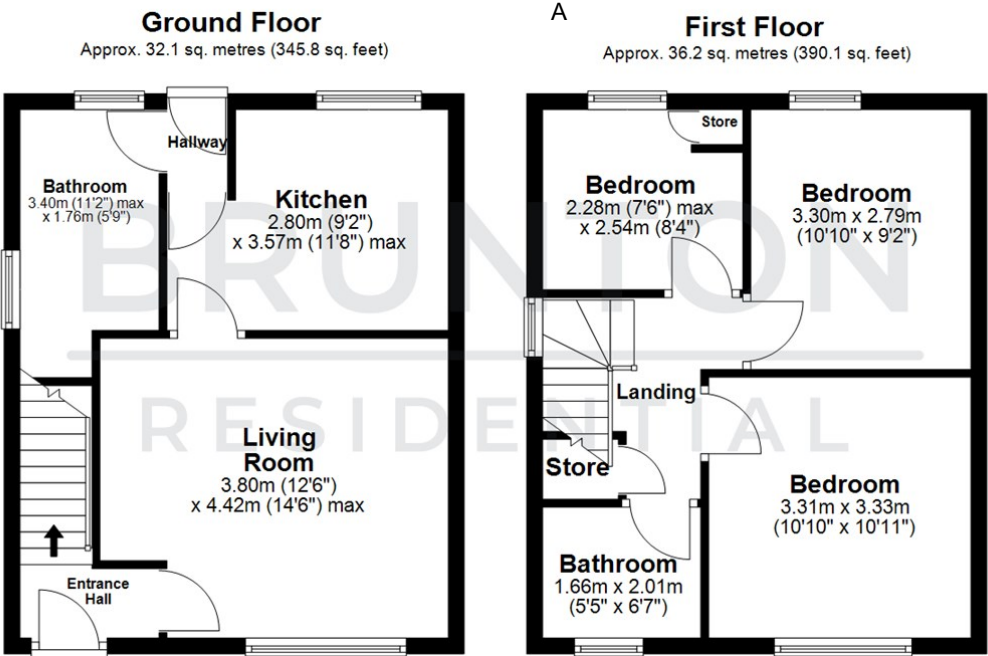 Ground Floor
Approx. 32.1 sq. metres (345.8 sq. feet)
Hallway
Bathroom
3.40m (11'2") max
x 1.76m (5'9")
Kitchen
2.80m (9'2")
x 3.57m (11'8") max
Living
Room
3.80m (12'6")
x 4.42m (14'6") max
Entrance
Hall
A
First Floor
Approx. 36.2 sq. metres (390.1 sq. feet)
Store
Bedroom
2.28m (7'6") max
x 2.54m (8'4")
Bedroom
3.30m x 2.79m
(10'10" x 9'2")
Landing
Store
Bedroom
3.31m x 3.33m
(10'10" x 10'11")
Bathroom
1.66m x 2.01m
(5'5" x 6'7")
BRUNTON
RESIDENTIAL